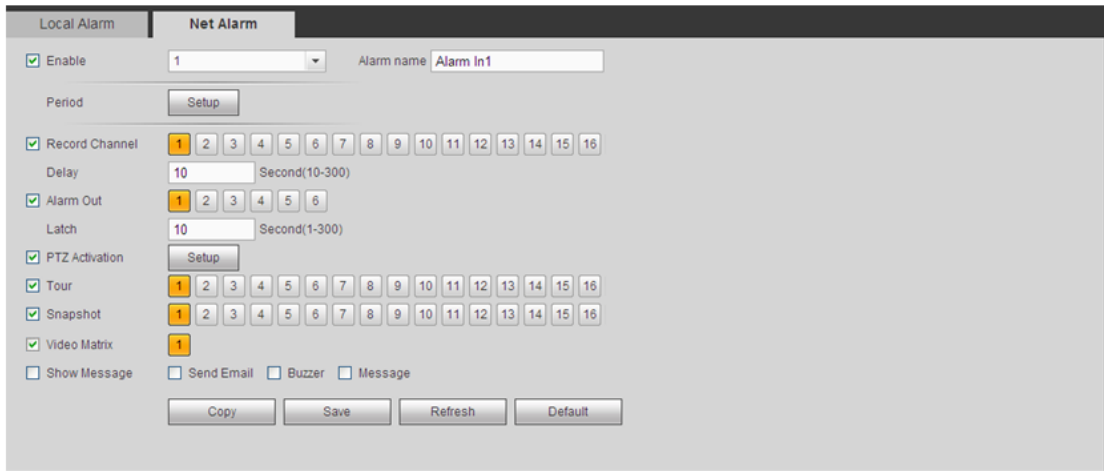 Local Alarm Net Alarm
Enable 1 Alarm name Alarm In1
Period Setup
Record Channel 1 2 3 4 5 6 7 8 9 10 11 12 13 14 15 16
Delay 10 Second(10-300)
Alarm Out 1 2 3 4 5 6
Latch 10 Second(1-300)
PTZ Activation Setup
Tour 1 2 3 4 5 6 7 8 9 10 11 12 13 14 15 16
Snapshot 1 2 3 4 5 6 7 8 9 10 11 12 13 14 15 16
Video Matrix 1
Show Message Send Email Buzzer Message
Copy Save Refresh Default